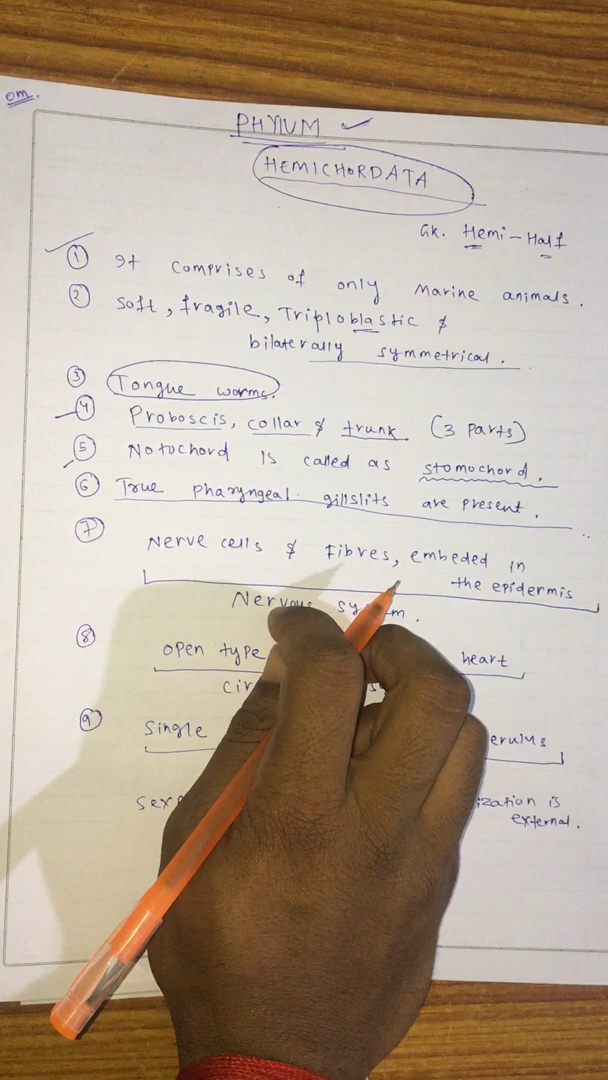 om.
PHYLUM
HEMICHORDATA
Gk. Hemi - Half
① It comprises of only Marine animals.
② Soft, fragile, Triploblastic &
bilaterally symmetrical.
③ Tongue worms.
④ Proboscis, collar & trunk. (3 parts)
⑤ Notochord is called as stomochord.
⑥ True pharyngeal gillslits are present.
⑦ Nerve cells & Fibres, embeded in
the epidermis
Nervous
⑧ open type heart
⑨ Single
external.